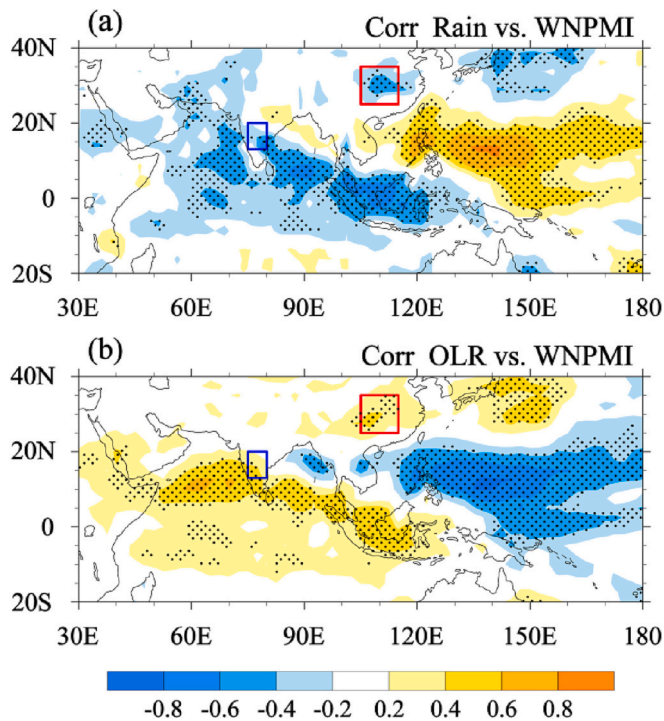 (a) Corr Rain vs. WNPMI
40N
20N
0
20S
30E 60E 90E 120E 150E 180
(b) Corr OLR vs. WNPMI
40N
20N
0
20S
30E 60E 90E 120E 150E 180
-0.8 -0.6 -0.4 -0.2 0.2 0.4 0.6 0.8